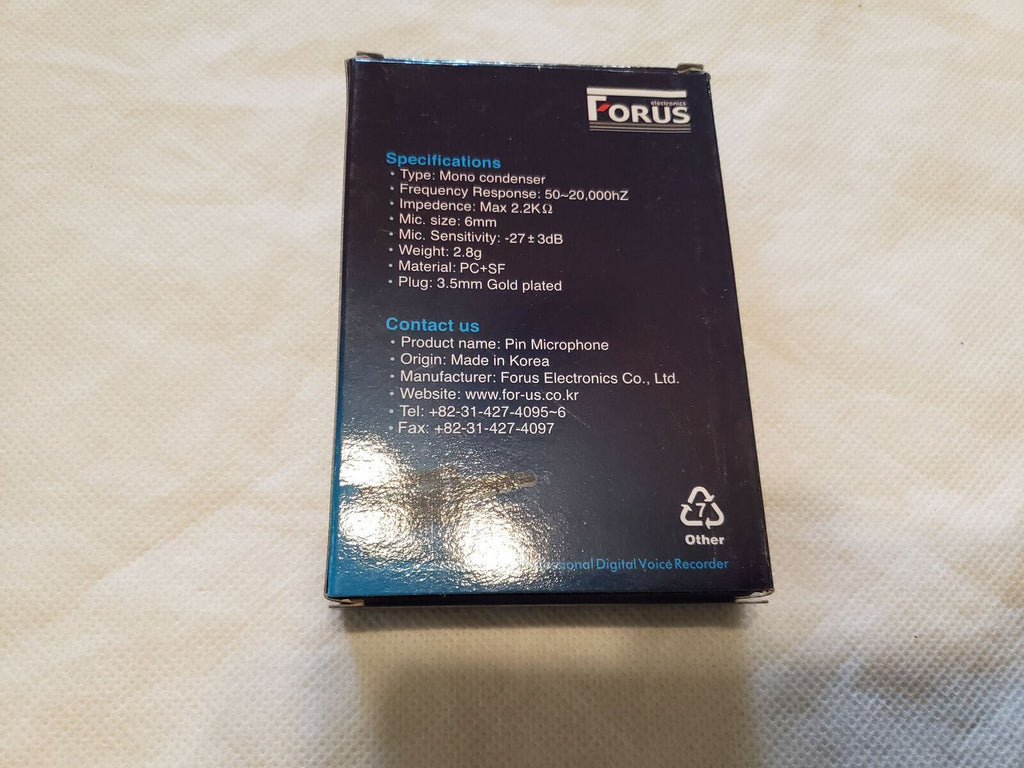 electronics
FORUS
Specifications
• Type: Mono condenser
• Frequency Response: 50~20,000hZ
• Impedence: Max 2.2KΩ
• Mic. size: 6mm
• Mic. Sensitivity: -27±3dB
• Weight: 2.8g
• Material: PC+SF
• Plug: 3.5mm Gold plated
Contact us
• Product name: Pin Microphone
• Origin: Made in Korea
• Manufacturer: Forus Electronics Co., Ltd.
• Website: www.for-us.co.kr
• Tel: +82-31-427-4095~6
• Fax: +82-31-427-4097
7
Other
Digital Voice Recorder